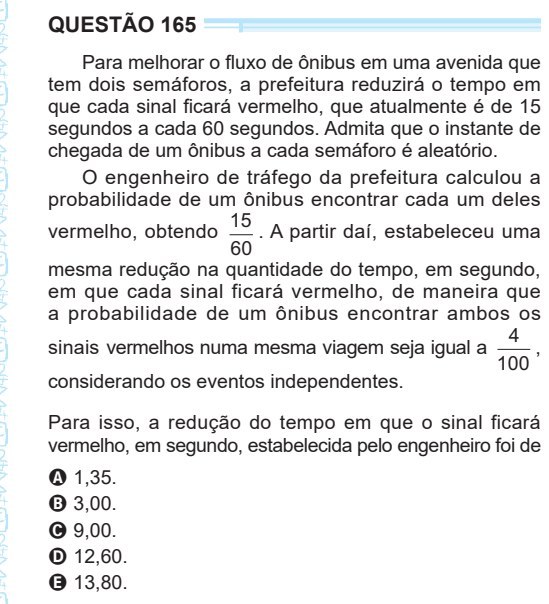 QUESTÃO 165
Para melhorar o fluxo de ônibus em uma avenida que
tem dois semáforos, a prefeitura reduzirá o tempo em
que cada sinal ficará vermelho, que atualmente é de 15
segundos a cada 60 segundos. Admita que o instante de
chegada de um ônibus a cada semáforo é aleatório.
O engenheiro de tráfego da prefeitura calculou a
probabilidade de um ônibus encontrar cada um deles
vermelho, obtendo 15/60. A partir daí, estabeleceu uma
mesma redução na quantidade do tempo, em segundo,
em que cada sinal ficará vermelho, de maneira que
a probabilidade de um ônibus encontrar ambos os
sinais vermelhos numa mesma viagem seja igual a 4/100,
considerando os eventos independentes.
Para isso, a redução do tempo em que o sinal ficará
vermelho, em segundo, estabelecida pelo engenheiro foi de
A 1,35.
B 3,00.
C 9,00.
D 12,60.
E 13,80.